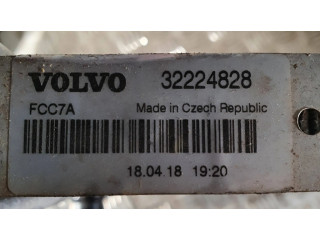 VOLVO 32224828
FCC7A Made in Czech Republic
18.04.18 19:20